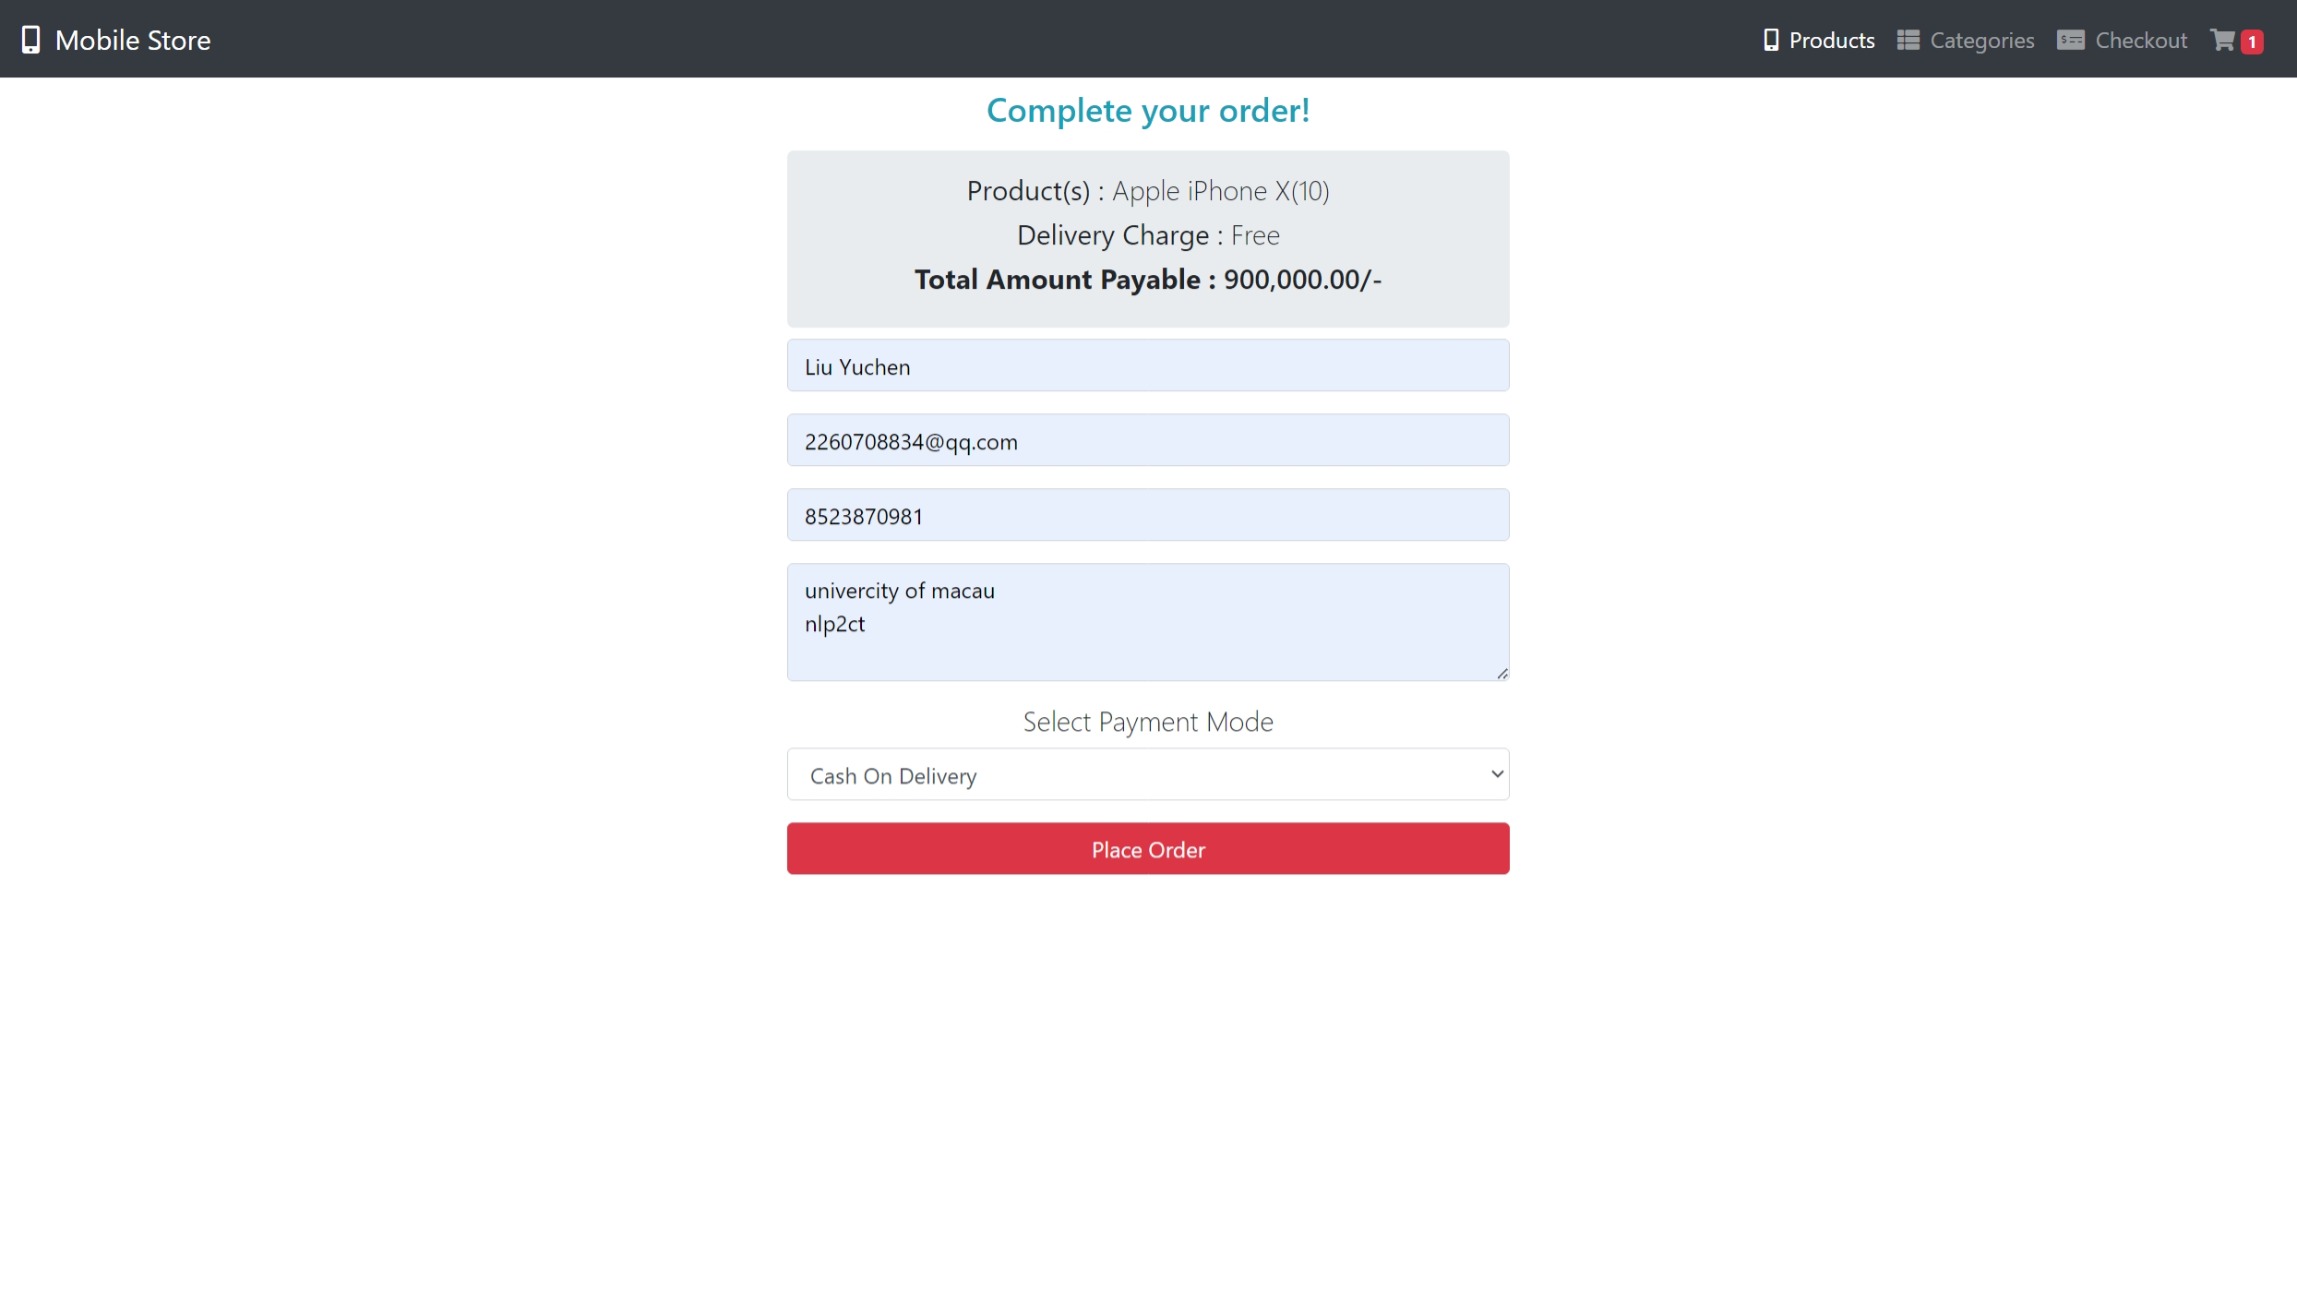 Mobile Store
Products
Categories
Checkout
1
Complete your order!
Product(s) : Apple iPhone X(10)
Delivery Charge : Free
Total Amount Payable : 900,000.00/-
Liu Yuchen
2260708834@qq.com
8523870981
univercity of macau
nlp2ct
Select Payment Mode
Cash On Delivery
Place Order